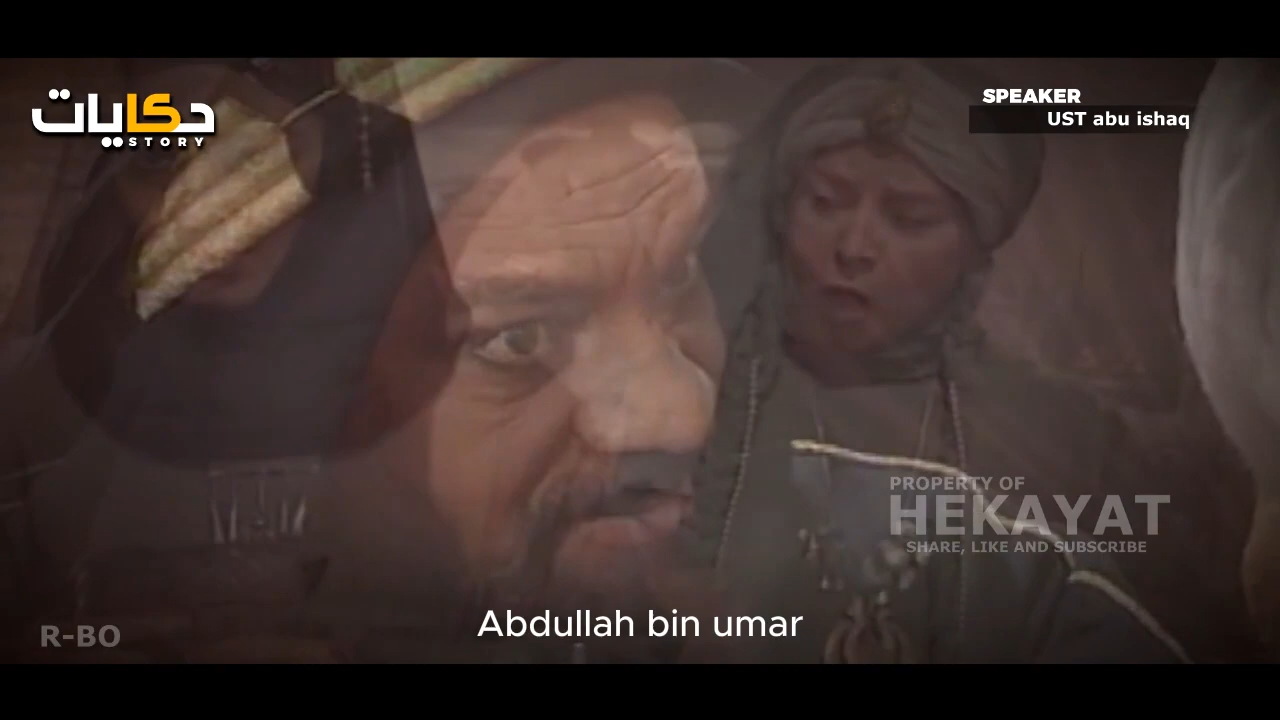 حكايات
STORY
SPEAKER
UST abu ishaq
PROPERTY OF
HEKAYAT
SHARE, LIKE AND SUBSCRIBE
Abdullah bin umar
R-BO